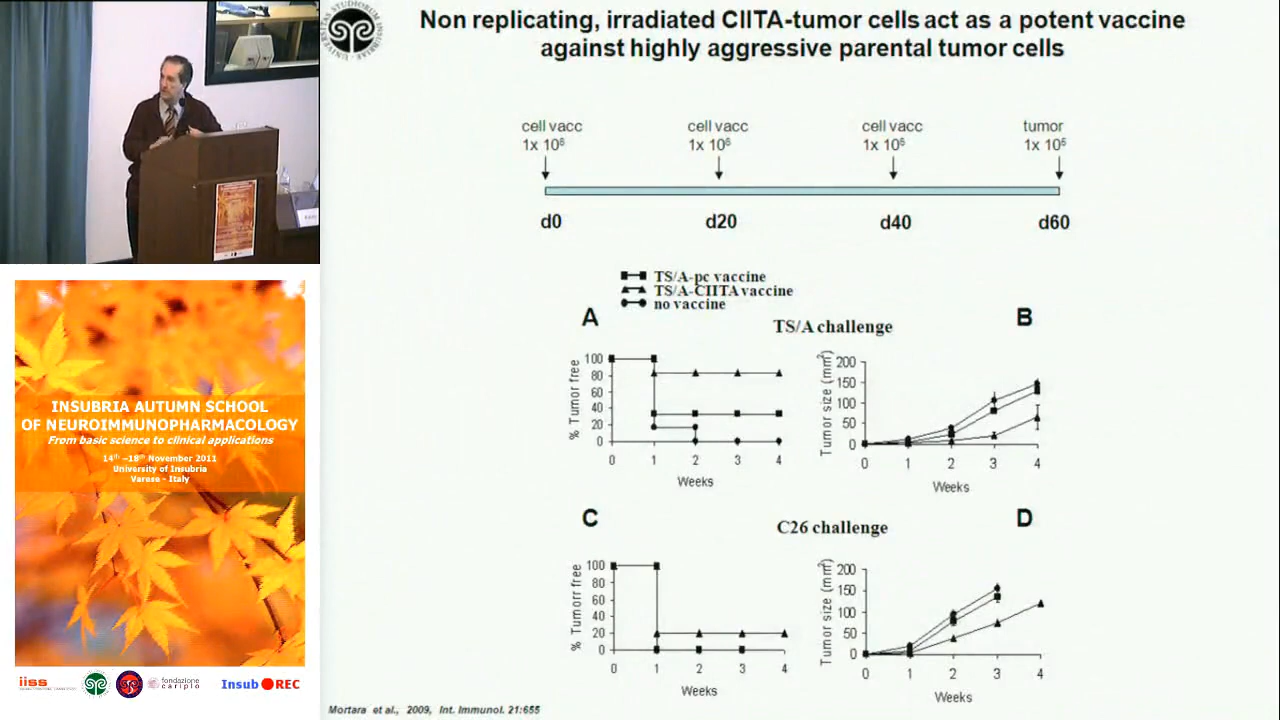 Non replicating, irradiated CIITA-tumor cells act as a potent vaccine
against highly aggressive parental tumor cells
cell vacc
1x 10⁶
cell vacc
1x 10⁶
cell vacc
1x 10⁶
tumor
1x 10⁵
d0
d20
d40
d60
TS/A-pc vaccine
TS/A-CIITA vaccine
no vaccine
A
TS/A challenge
B
% Tumor free
100
80
60
40
20
0
0 1 2 3 4
Weeks
Tumor size (mm²)
200
150
100
50
0
0 1 2 3 4
Weeks
C
C26 challenge
D
% Tumorr free
100
80
60
40
20
0
0 1 2 3 4
Weeks
Tumor size (mm²)
200
150
100
50
0
0 1 2 3 4
Weeks
Mortara et al., 2009, Int. Immunol. 21:655
INSUBRIA AUTUMN SCHOOL
OF NEUROIMMUNOPHARMACOLOGY
From basic science to clinical applications
14th –18th November 2011
University of Insubria
Varese - Italy
iiss
fondazione
cariplo
Insub REC